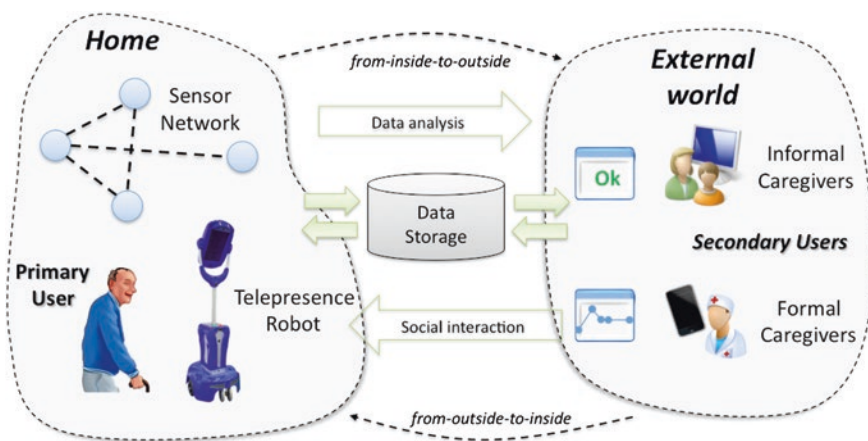 Home
Sensor
Network
Primary
User
Telepresence
Robot
from-inside-to-outside
Data analysis
Data
Storage
Social interaction
from-outside-to-inside
External
world
Ok
Informal
Caregivers
Secondary Users
Formal
Caregivers